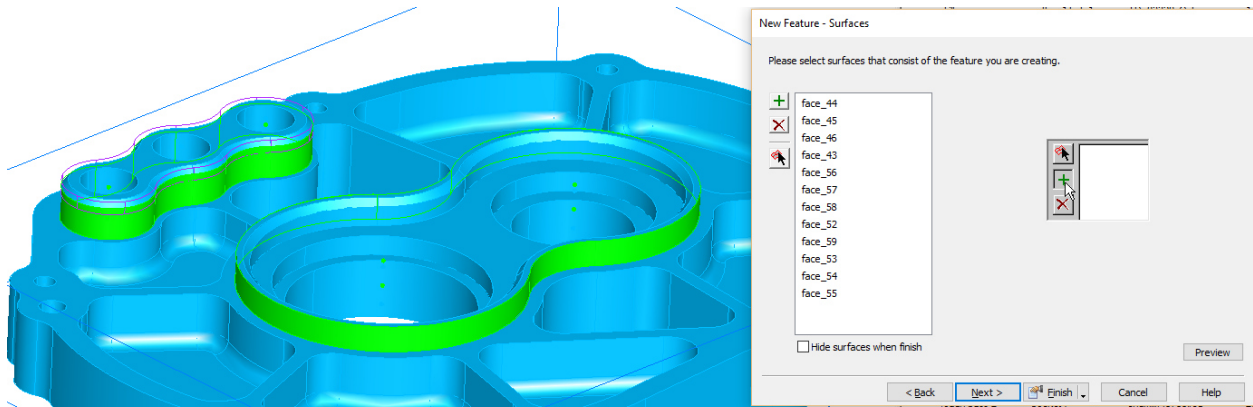 New Feature - Surfaces
Please select surfaces that consist of the feature you are creating.
face_44
face_45
face_46
face_43
face_56
face_57
face_58
face_52
face_59
face_53
face_54
face_55
Hide surfaces when finish
Preview
< Back
Next >
Finish
Cancel
Help